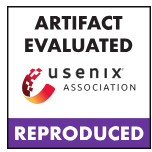 ARTIFACT
EVALUATED
usenix
ASSOCIATION
REPRODUCED